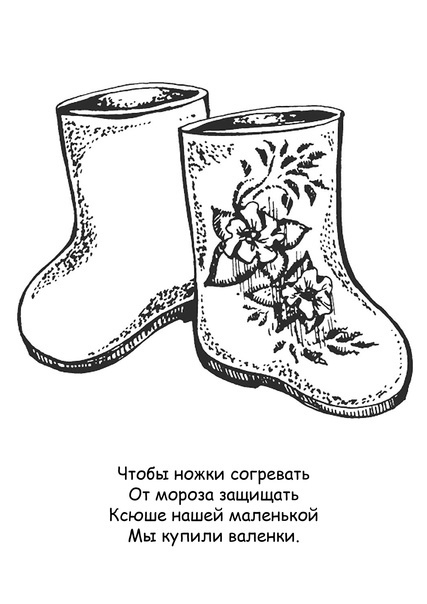 Чтобы ножки согревать
От мороза защищать
Ксюше нашей маленькой
Мы купили валенки.